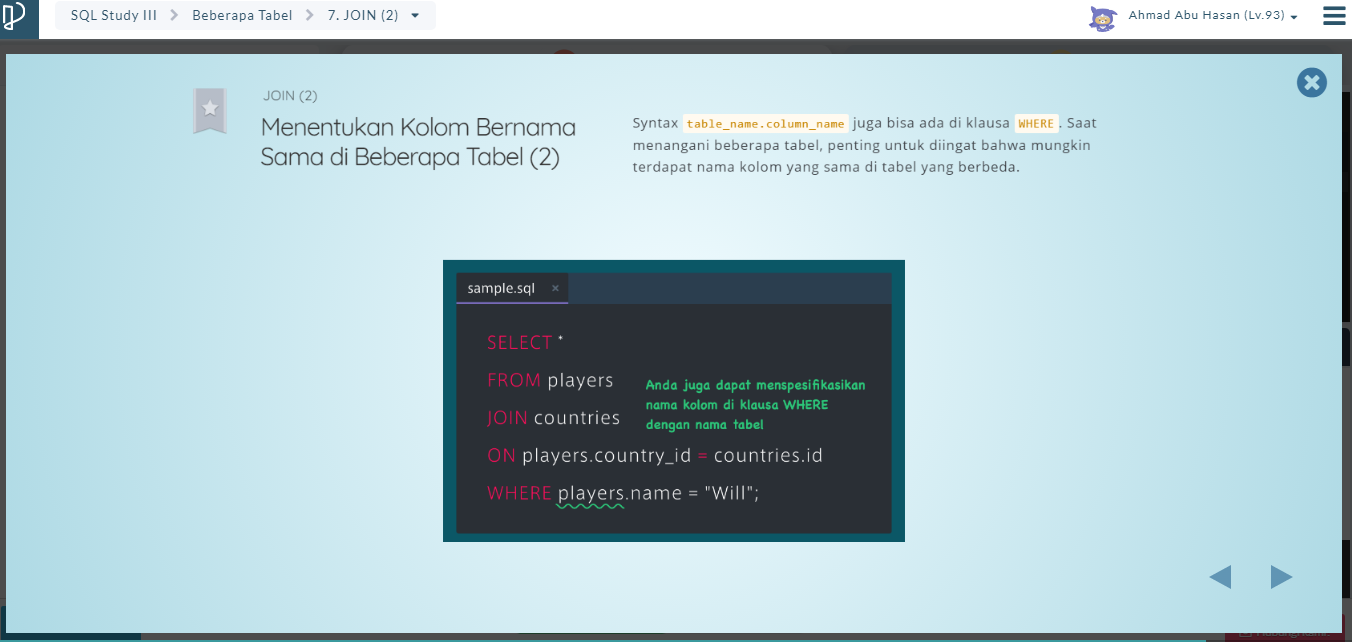 SQL Study III
Beberapa Tabel
7. JOIN (2)
Ahmad Abu Hasan (Lv.93)
JOIN (2)
Menentukan Kolom Bernama
Sama di Beberapa Tabel (2)
Syntax table_name.column_name juga bisa ada di klausa WHERE. Saat
menangani beberapa tabel, penting untuk diingat bahwa mungkin
terdapat nama kolom yang sama di tabel yang berbeda.
sample.sql ×
SELECT *
FROM players
JOIN countries
ON players.country_id = countries.id
WHERE players.name = "Will";
Anda juga dapat menspesifikasikan
nama kolom di klausa WHERE
dengan nama tabel